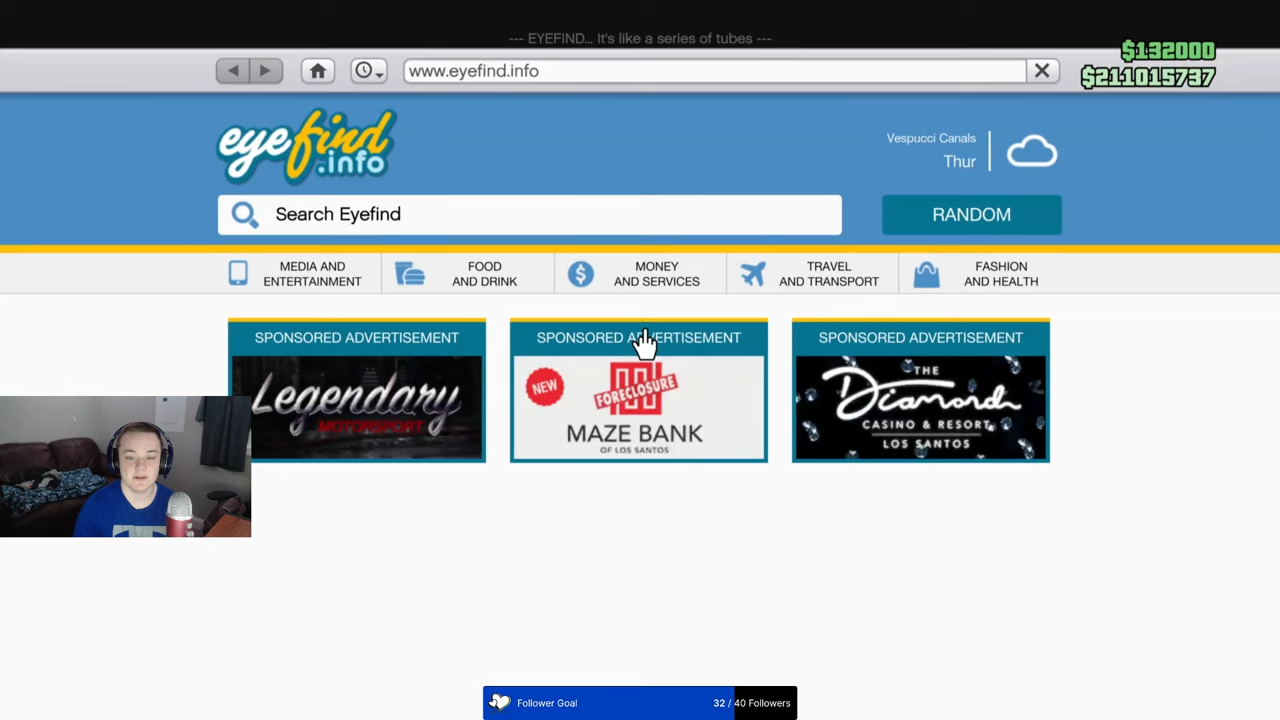 --- EYEFIND... It's like a series of tubes ---
$132000
$211015737
www.eyefind.info
eyefind
.info
Vespucci Canals
Thur
Search Eyefind
RANDOM
MEDIA AND
ENTERTAINMENT
FOOD
AND DRINK
MONEY
AND SERVICES
TRAVEL
AND TRANSPORT
FASHION
AND HEALTH
SPONSORED ADVERTISEMENT
Legendary
MOTORSPORT
SPONSORED ADVERTISEMENT
NEW
FORECLOSURE
MAZE BANK
OF LOS SANTOS
SPONSORED ADVERTISEMENT
THE
Diamond
CASINO & RESORT
LOS SANTOS
Follower Goal
32 / 40 Followers